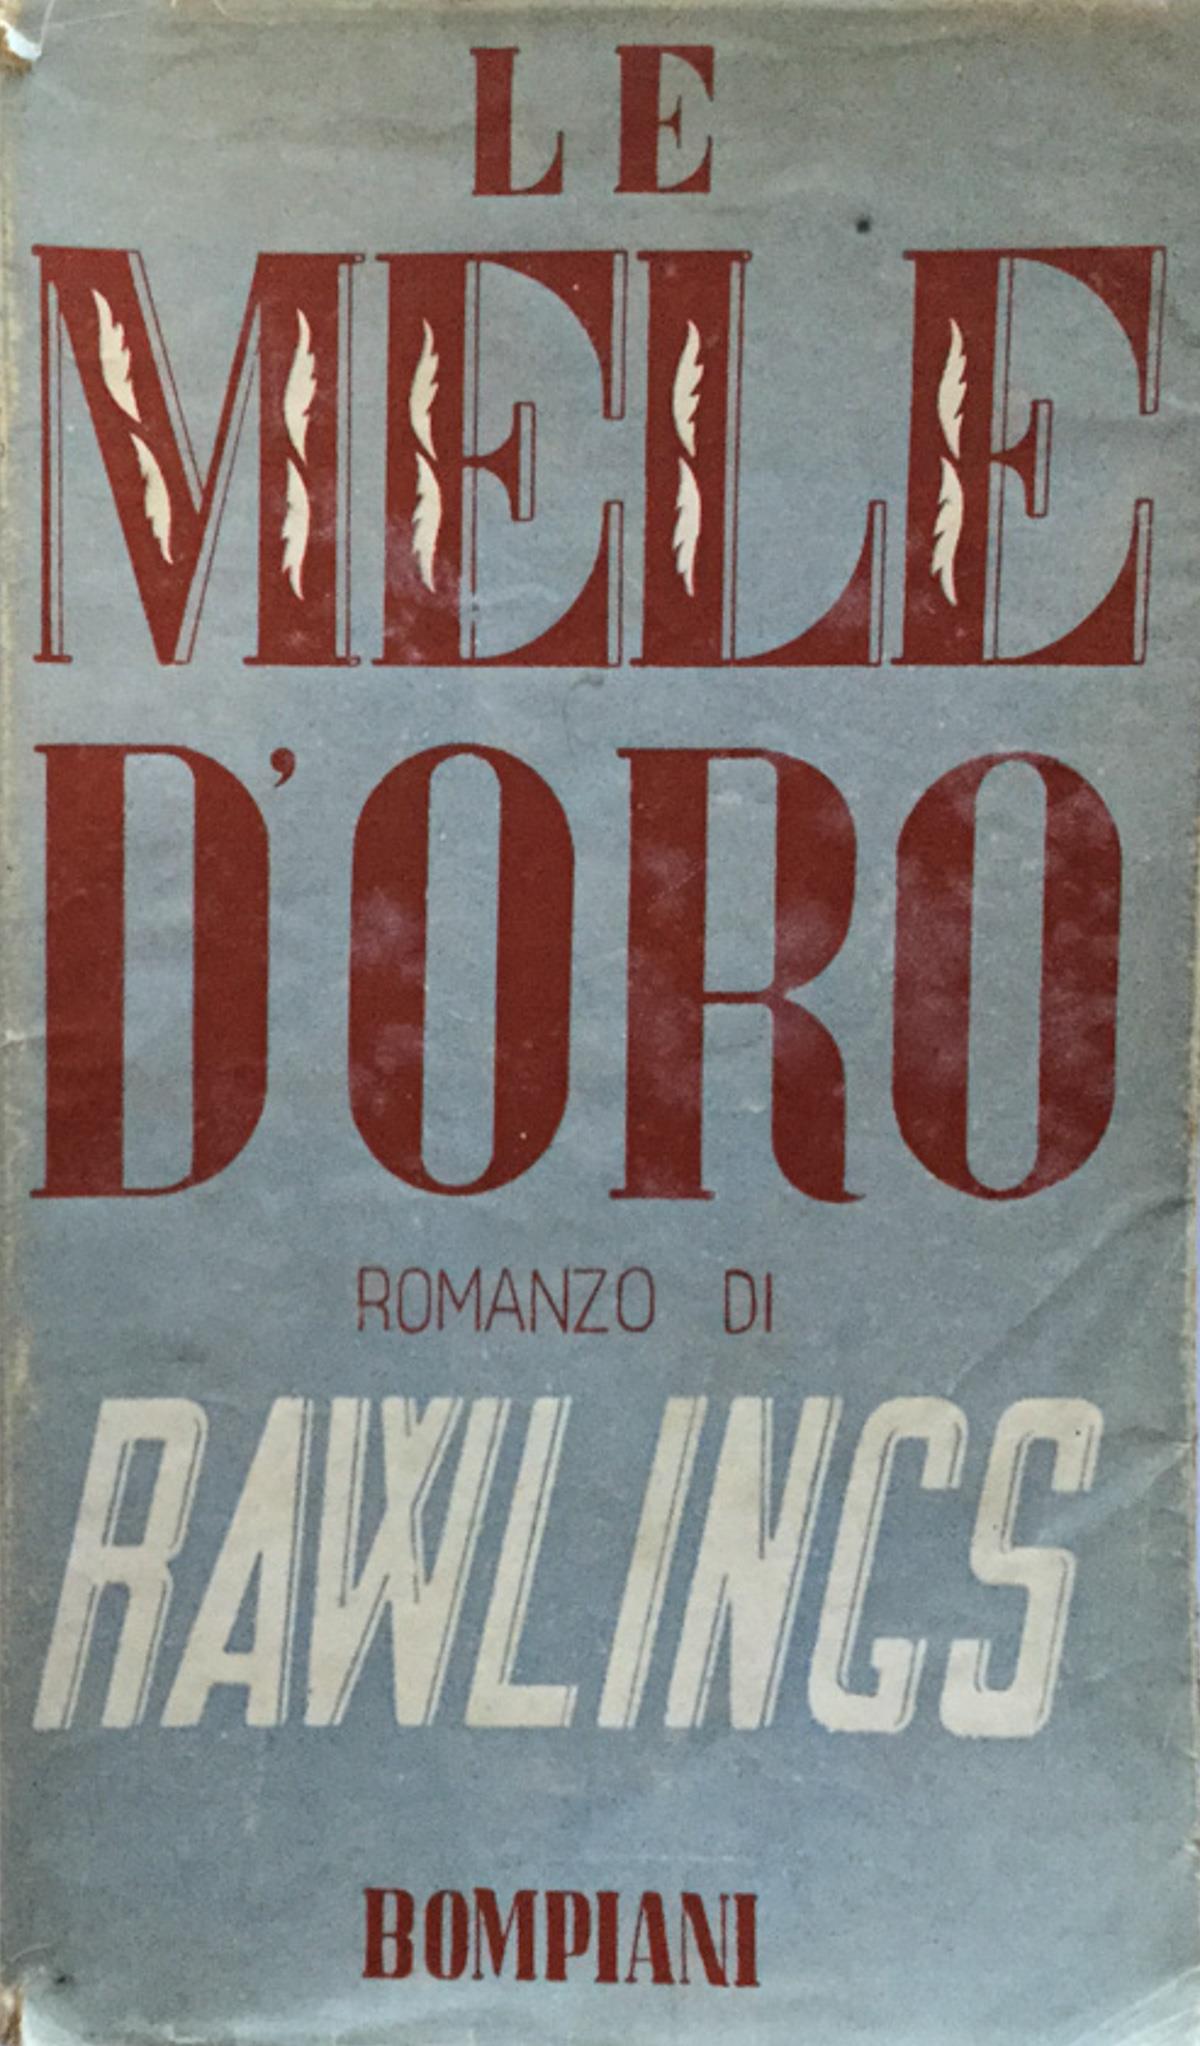 LE
MELE
D'ORO
ROMANZO DI
RAWLINGS
BOMPIANI